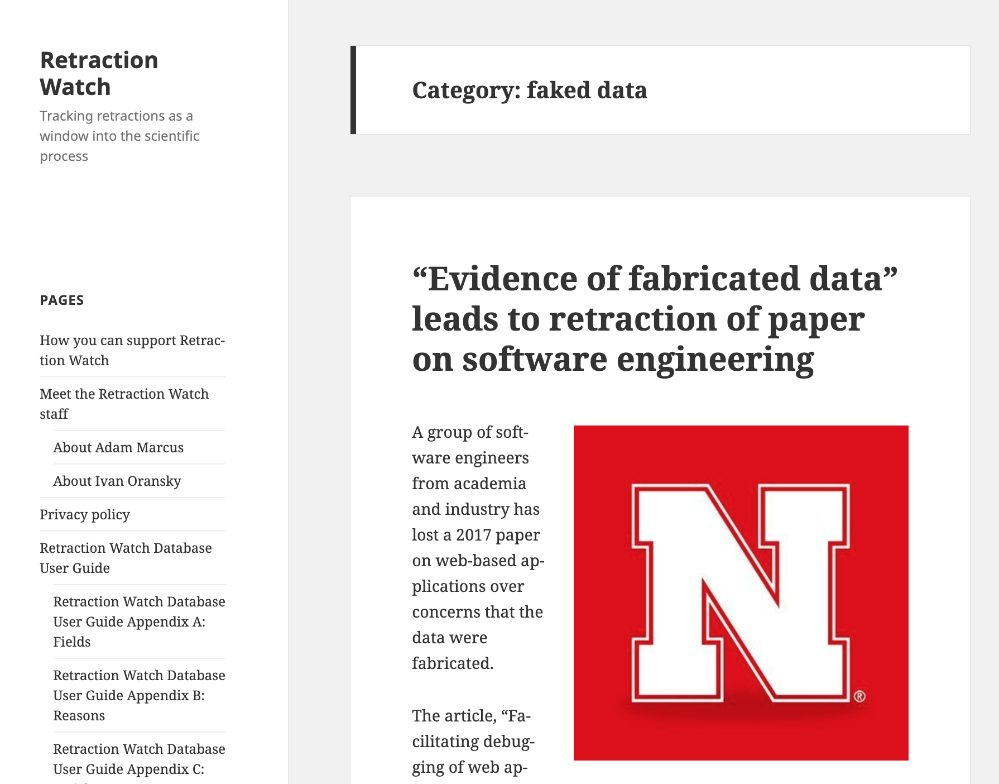 Retraction
Watch
Tracking retractions as a
window into the scientific
process
PAGES
How you can support Retrac-
tion Watch
Meet the Retraction Watch
staff
About Adam Marcus
About Ivan Oransky
Privacy policy
Retraction Watch Database
User Guide
Retraction Watch Database
User Guide Appendix A:
Fields
Retraction Watch Database
User Guide Appendix B:
Reasons
Retraction Watch Database
User Guide Appendix C:
Category: faked data
“Evidence of fabricated data”
leads to retraction of paper
on software engineering
A group of soft-
ware engineers
from academia
and industry has
lost a 2017 paper
on web-based ap-
plications over
concerns that the
data were
fabricated.
The article, “Fa-
cilitating debug-
ging of web ap-
N
®